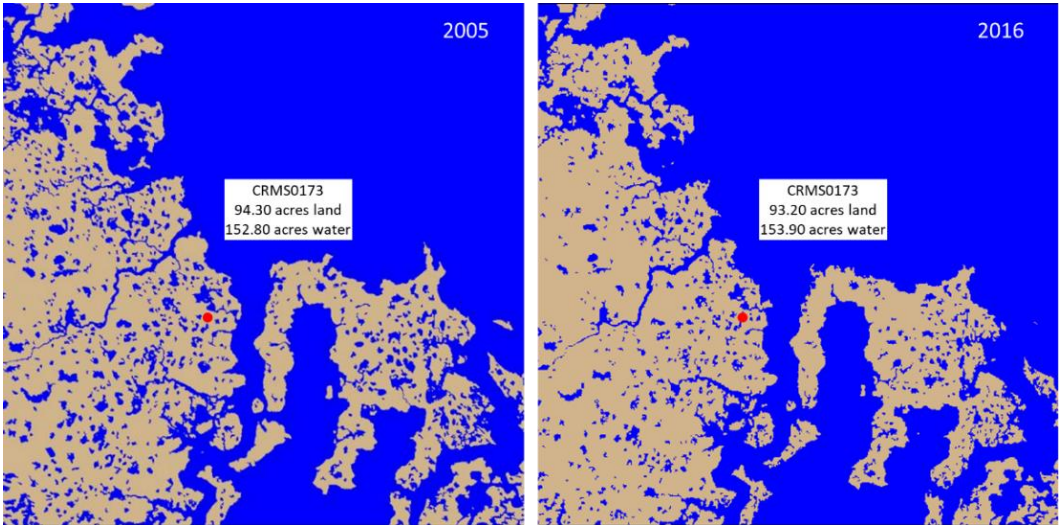 2005
CRMS0173
94.30 acres land
152.80 acres water
2016
CRMS0173
93.20 acres land
153.90 acres water